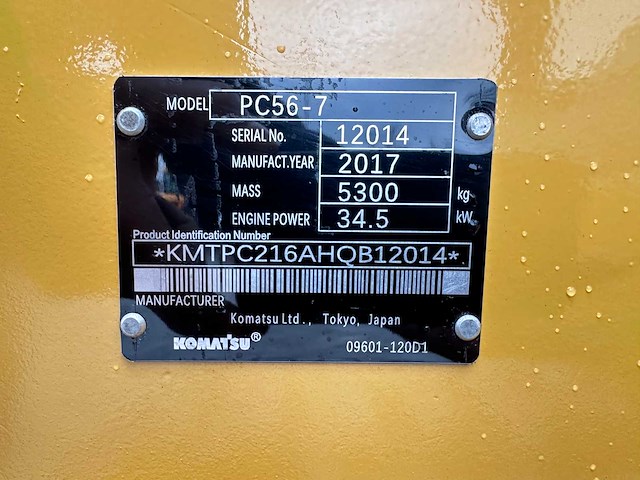 MODEL PC56-7
SERIAL No. 12014
MANUFACT.YEAR 2017
MASS 5300 kg
ENGINE POWER 34.5 kW
Product Identification Number
*KMTPC216AHQB12014*
MANUFACTURER
Komatsu Ltd., Tokyo, Japan
KOMATSU® 09601-120D1